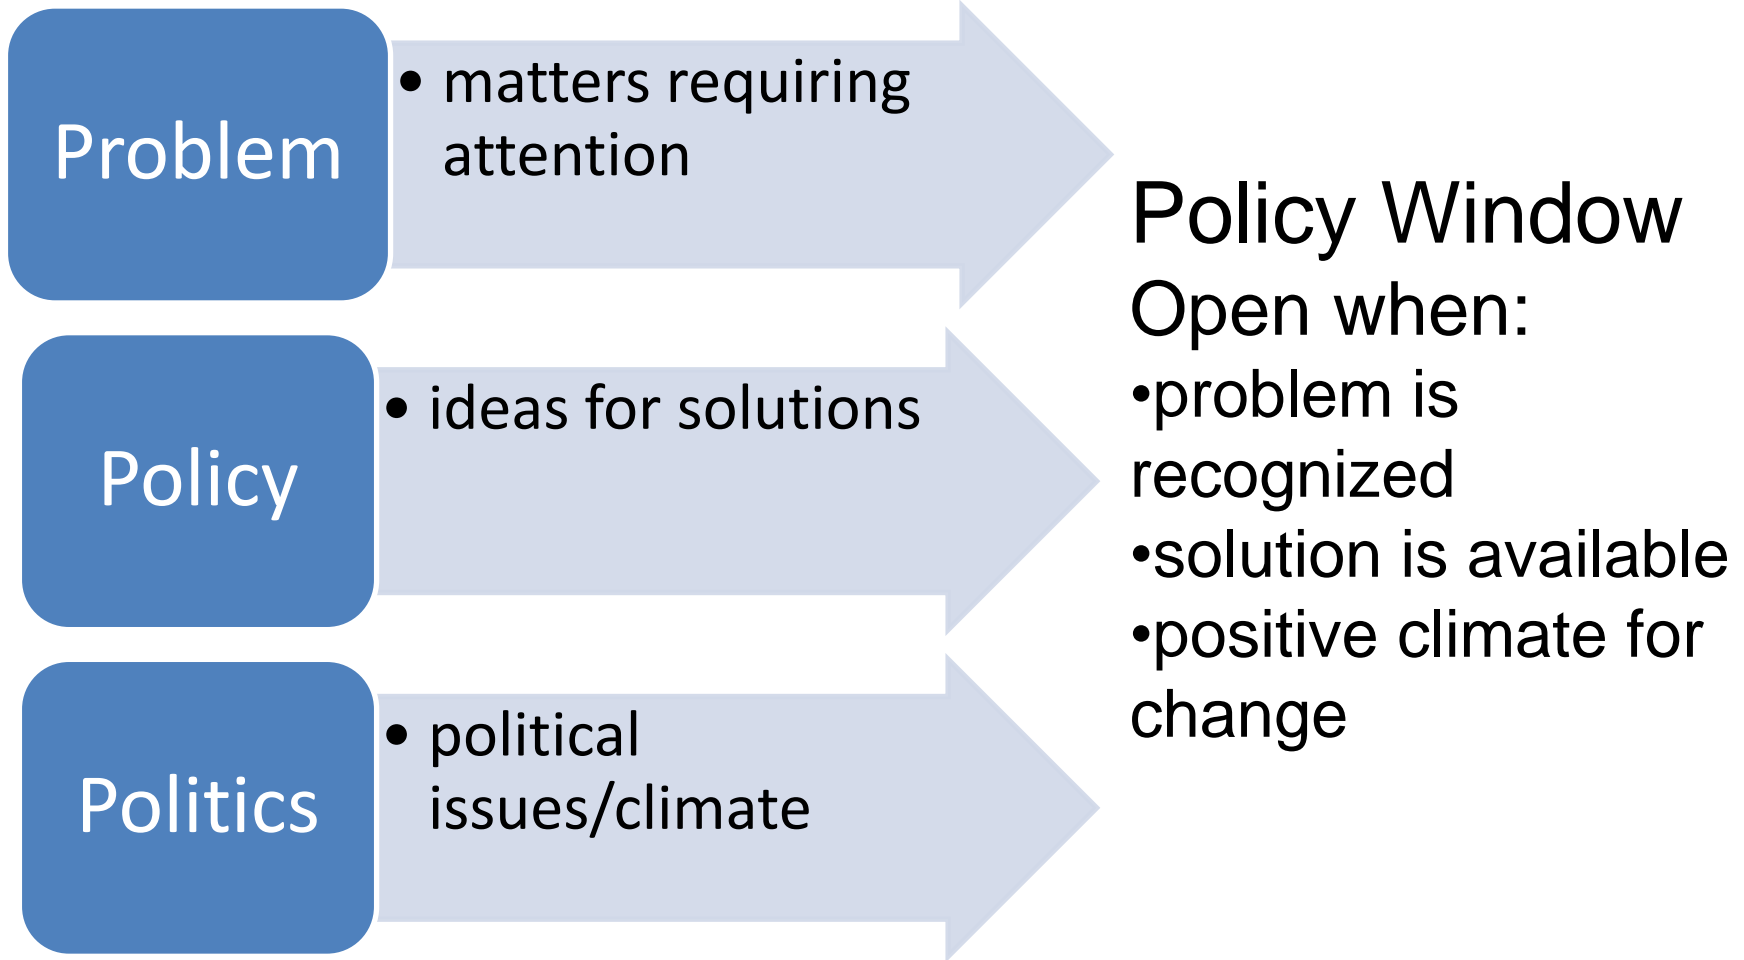 Problem
• matters requiring
attention
Policy
• ideas for solutions
Politics
• political
issues/climate
Policy Window
Open when:
•problem is
recognized
•solution is available
•positive climate for
change